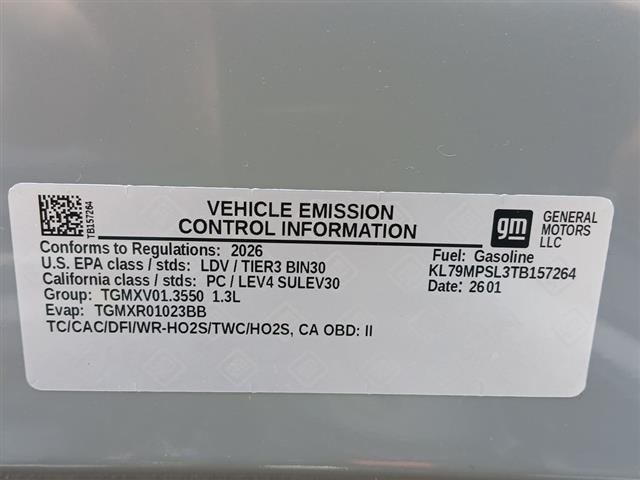 TB157264
VEHICLE EMISSION
CONTROL INFORMATION
gm
GENERAL
MOTORS
LLC
Conforms to Regulations: 2026
U.S. EPA class / stds: LDV / TIER3 BIN30
California class / stds: PC / LEV4 SULEV30
Group: TGMXV01.3550 1.3L
Evap: TGMXR01023BB
TC/CAC/DFI/WR-HO2S/TWC/HO2S, CA OBD: II
Fuel: Gasoline
KL79MPSL3TB157264
Date: 2601